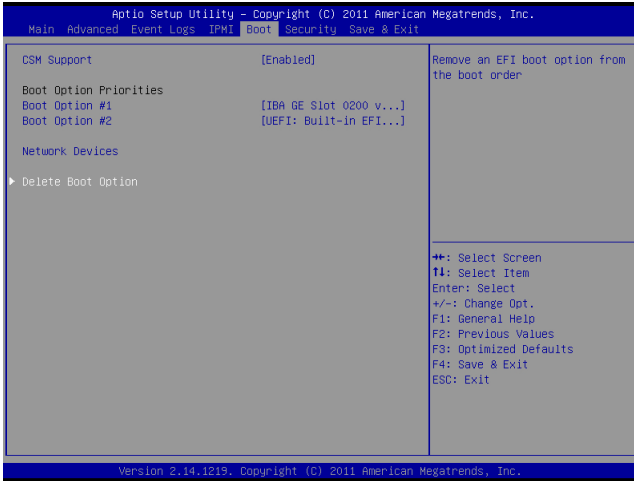 Aptio Setup Utility – Copyright (C) 2011 American Megatrends, Inc.
Main Advanced Event Logs IPMI Boot Security Save & Exit
CSM Support [Enabled]
Boot Option Priorities
Boot Option #1 [IBA GE Slot 0200 v...]
Boot Option #2 [UEFI: Built-in EFI...]
Network Devices
Delete Boot Option
Remove an EFI boot option from
the boot order
→←: Select Screen
↑↓: Select Item
Enter: Select
+/-: Change Opt.
F1: General Help
F2: Previous Values
F3: Optimized Defaults
F4: Save & Exit
ESC: Exit
Version 2.14.1219. Copyright (C) 2011 American Megatrends, Inc.